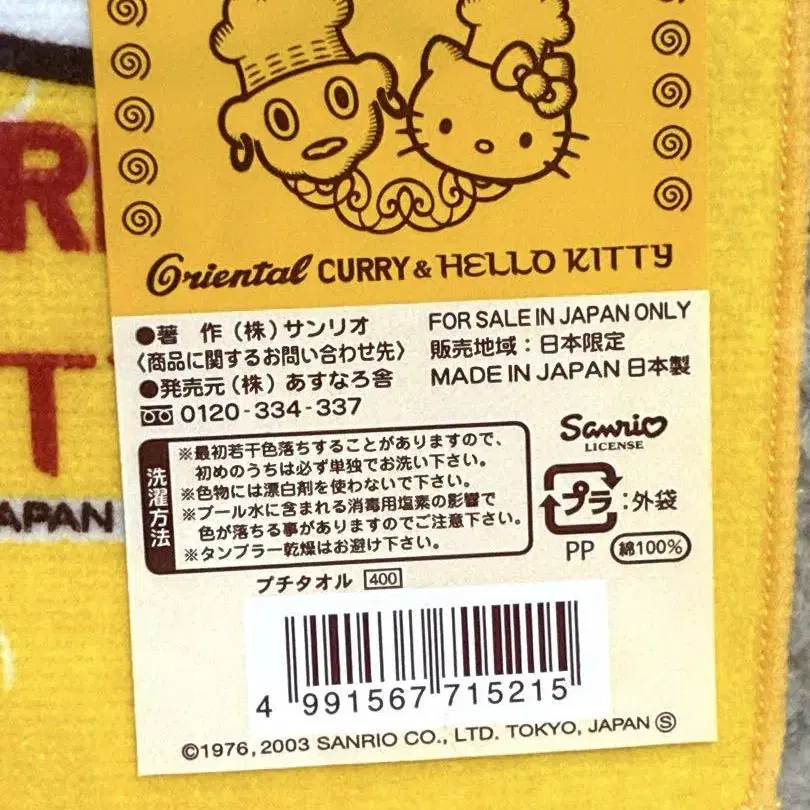 Oriental CURRY & HELLO KITTY
●著 作(株)サンリオ
〈商品に関するお問い合わせ先〉
●発売元(株)あすなろ舎
0120-334-337
FOR SALE IN JAPAN ONLY
販売地域:日本限定
MADE IN JAPAN 日本製
洗濯方法
※最初若干色落ちすることがありますので、
初めのうちは必ず単独でお洗い下さい。
※色物には漂白剤を使わないで下さい。
※プール水に含まれる消毒用塩素の影響で
色が落ちる事がありますのでご注意下さい。
※タンブラー乾燥はお避け下さい。
Sanrio
LICENSE
プラ:外袋
PP 綿100%
プチタオル 400
4 991567 715215
©1976, 2003 SANRIO CO., LTD. TOKYO, JAPAN Ⓢ
APAN